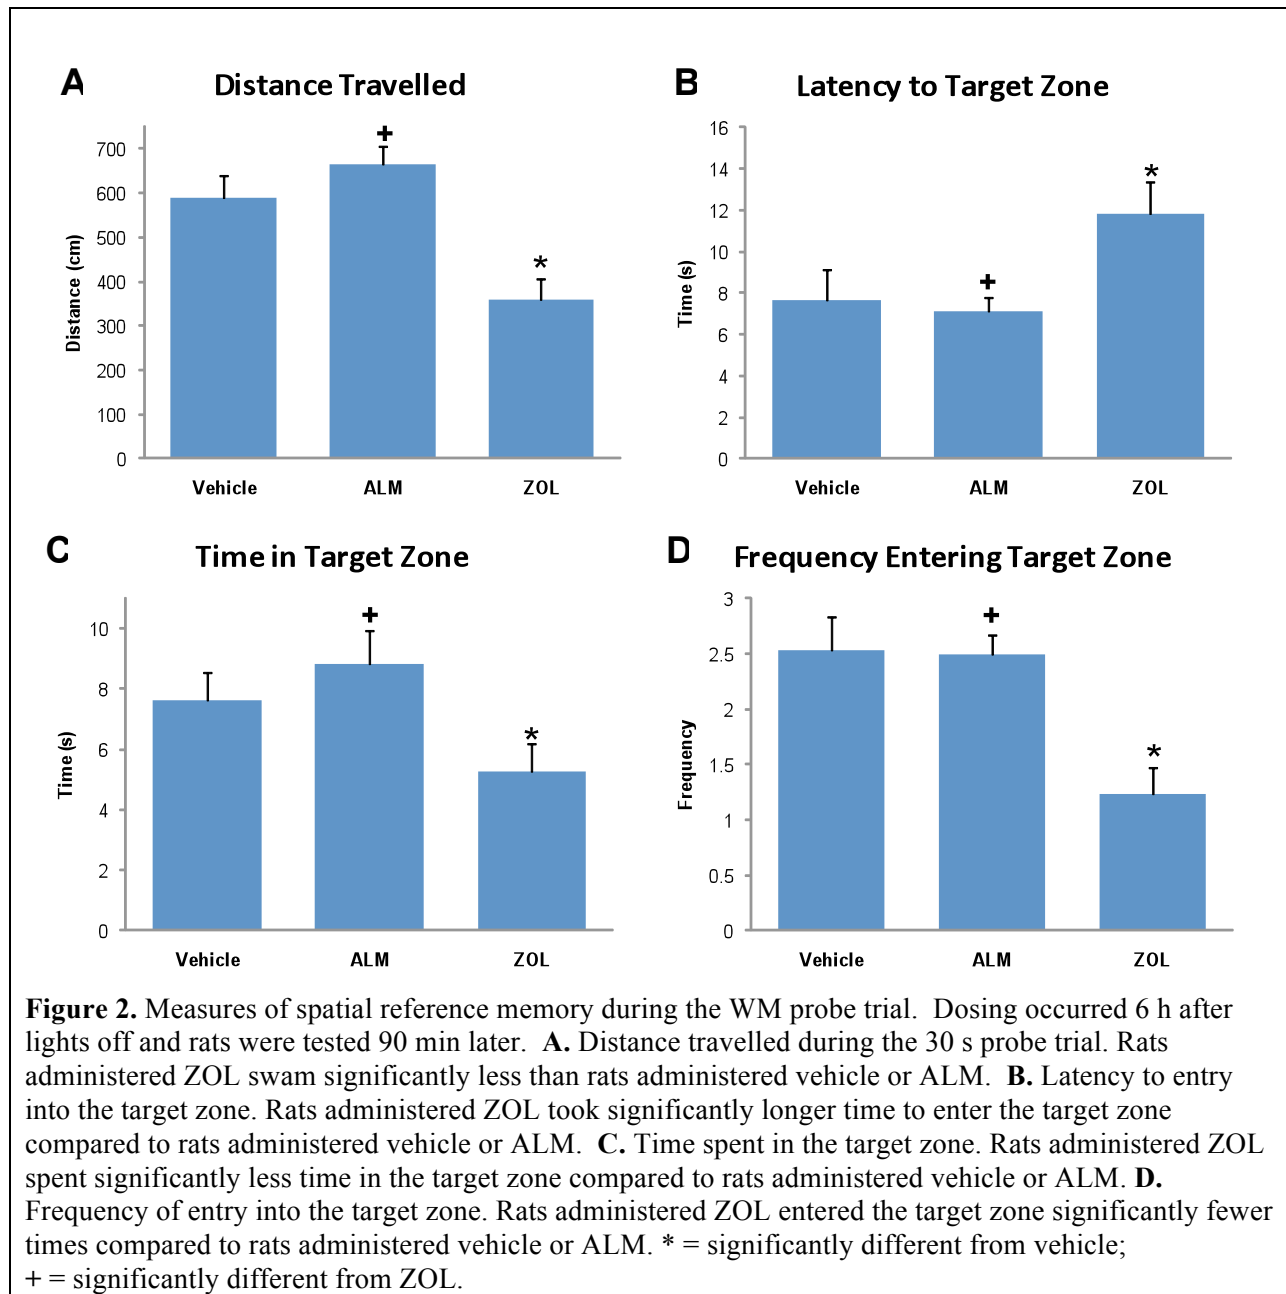 A
Distance Travelled
700
600
500
400
300
200
100
0
Distance (cm)
+
*
Vehicle
ALM
ZOL
B
Latency to Target Zone
16
14
12
10
8
6
4
2
0
Time (s)
+
*
Vehicle
ALM
ZOL
C
Time in Target Zone
10
8
6
4
2
0
Time (s)
+
*
Vehicle
ALM
ZOL
D
Frequency Entering Target Zone
3
2.5
2
1.5
1
0.5
0
Frequency
+
*
Vehicle
ALM
ZOL
Figure 2. Measures of spatial reference memory during the WM probe trial.  Dosing occurred 6 h after
lights off and rats were tested 90 min later.  A. Distance travelled during the 30 s probe trial. Rats
administered ZOL swam significantly less than rats administered vehicle or ALM.  B. Latency to entry
into the target zone. Rats administered ZOL took significantly longer time to enter the target zone
compared to rats administered vehicle or ALM.  C. Time spent in the target zone. Rats administered ZOL
spent significantly less time in the target zone compared to rats administered vehicle or ALM. D.
Frequency of entry into the target zone. Rats administered ZOL entered the target zone significantly fewer
times compared to rats administered vehicle or ALM. * = significantly different from vehicle;
+ = significantly different from ZOL.